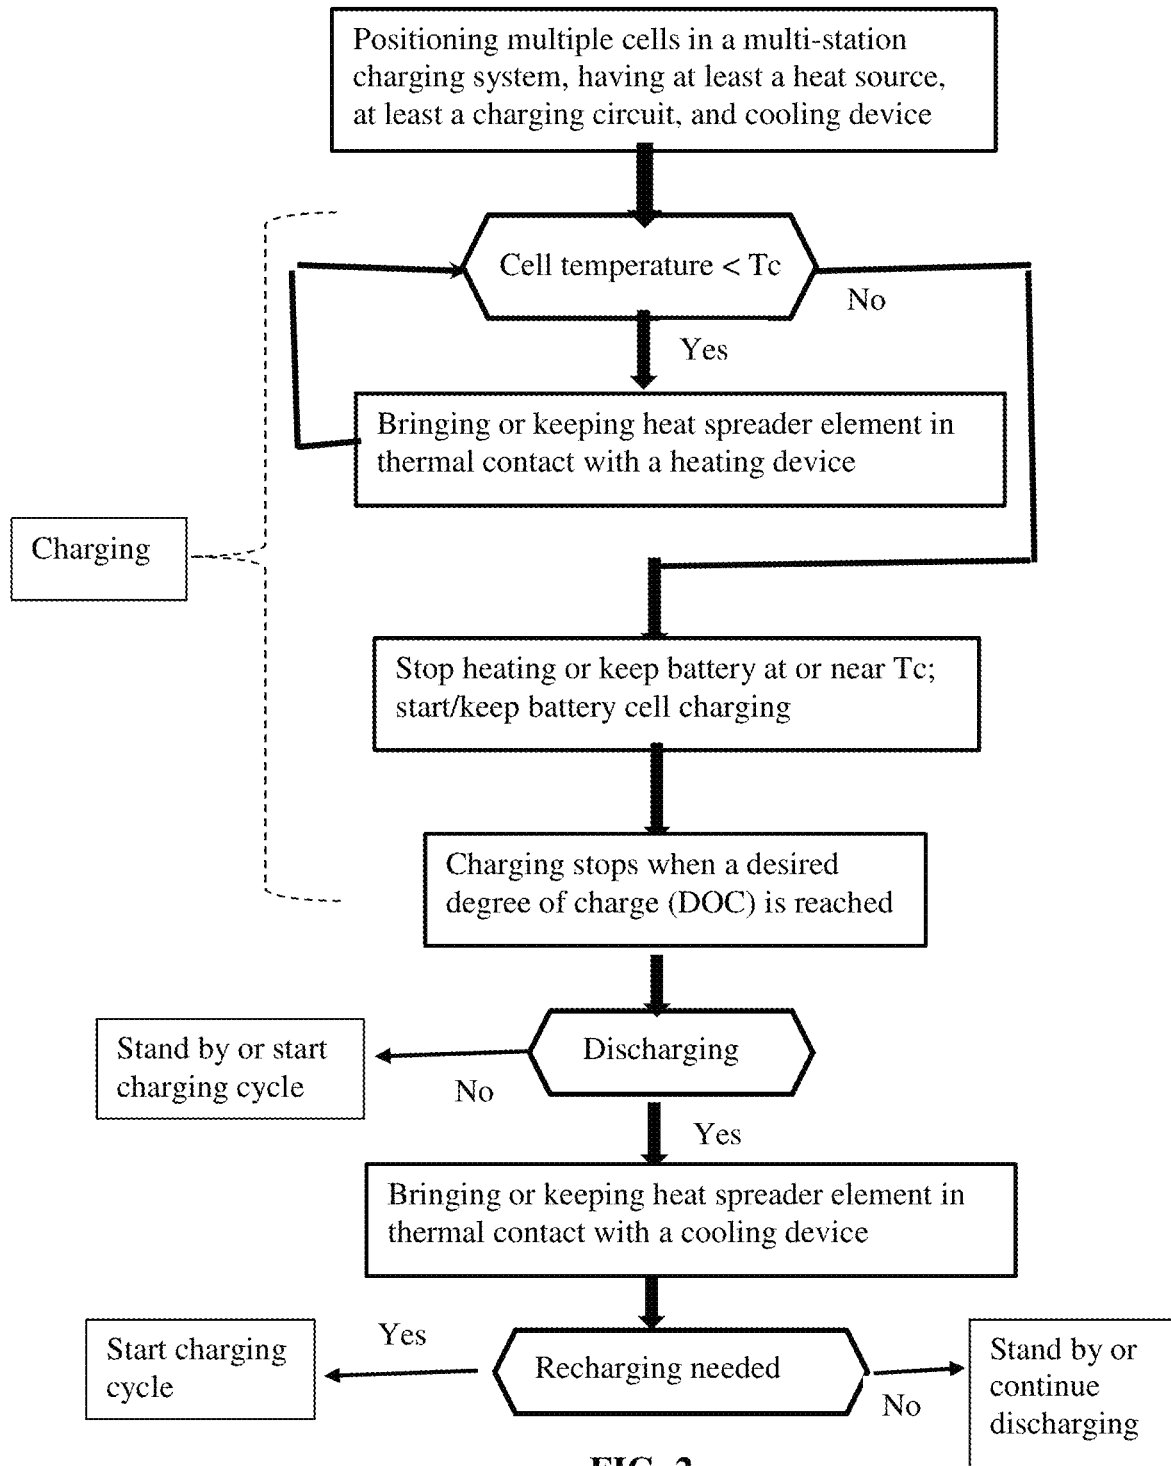 Positioning multiple cells in a multi-station
charging system, having at least a heat source,
at least a charging circuit, and cooling device
Cell temperature < Tc
No
Yes
Bringing or keeping heat spreader element in
thermal contact with a heating device
Charging
Stop heating or keep battery at or near Tc;
start/keep battery cell charging
Charging stops when a desired
degree of charge (DOC) is reached
Discharging
Stand by or start
charging cycle
No
Yes
Bringing or keeping heat spreader element in
thermal contact with a cooling device
Yes
Start charging
cycle
Recharging needed
No
Stand by or
continue
discharging
FIG. 2